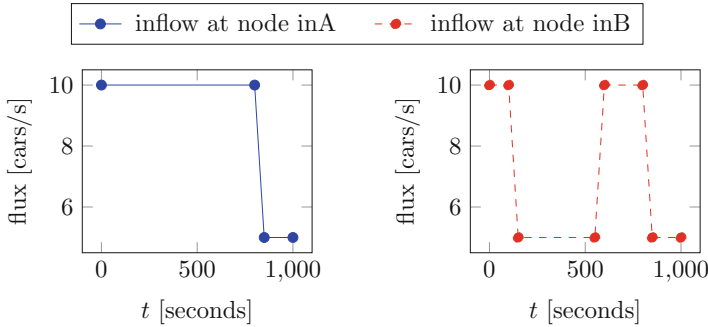 inflow at node inA inflow at node inB
10
8
6
flux [cars/s]
0 500 1,000
t [seconds]
10
8
6
flux [cars/s]
0 500 1,000
t [seconds]